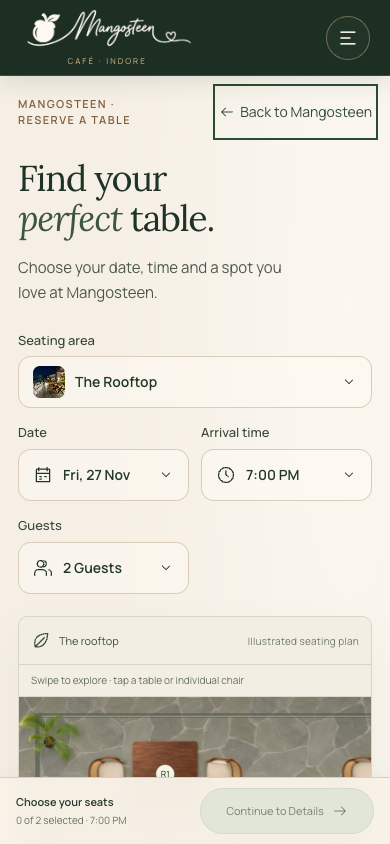 Mangosteen
CAFÉ · INDORE
MANGOSTEEN ·
RESERVE A TABLE
← Back to Mangosteen
Find your
perfect table.
Choose your date, time and a spot you
love at Mangosteen.
Seating area
The Rooftop
Date
Arrival time
Fri, 27 Nov
7:00 PM
Guests
2 Guests
The rooftop
Illustrated seating plan
Swipe to explore · tap a table or individual chair
R1
Choose your seats
0 of 2 selected · 7:00 PM
Continue to Details →